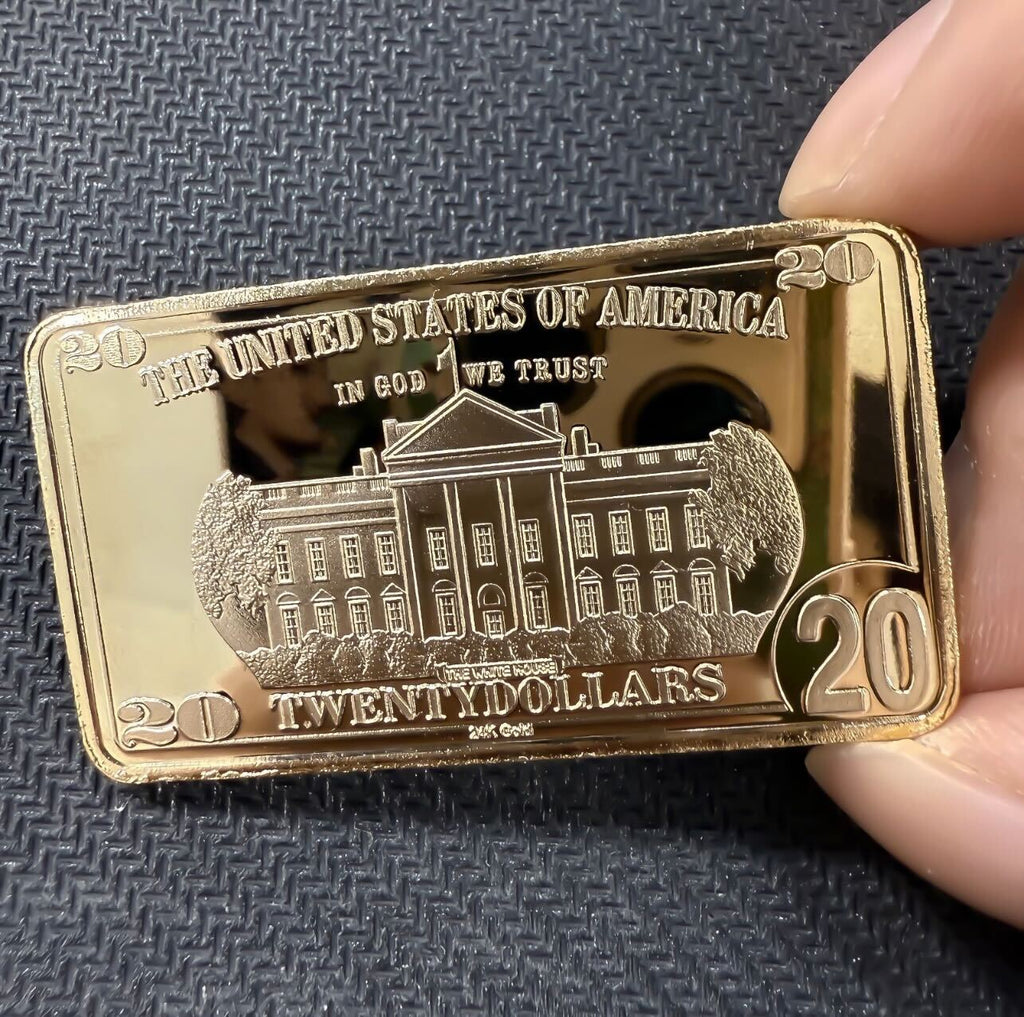 20
20
THE UNITED STATES OF AMERICA
IN GOD WE TRUST
THE WHITE HOUSE
20
TWENTYDOLLARS
20
24K Gold